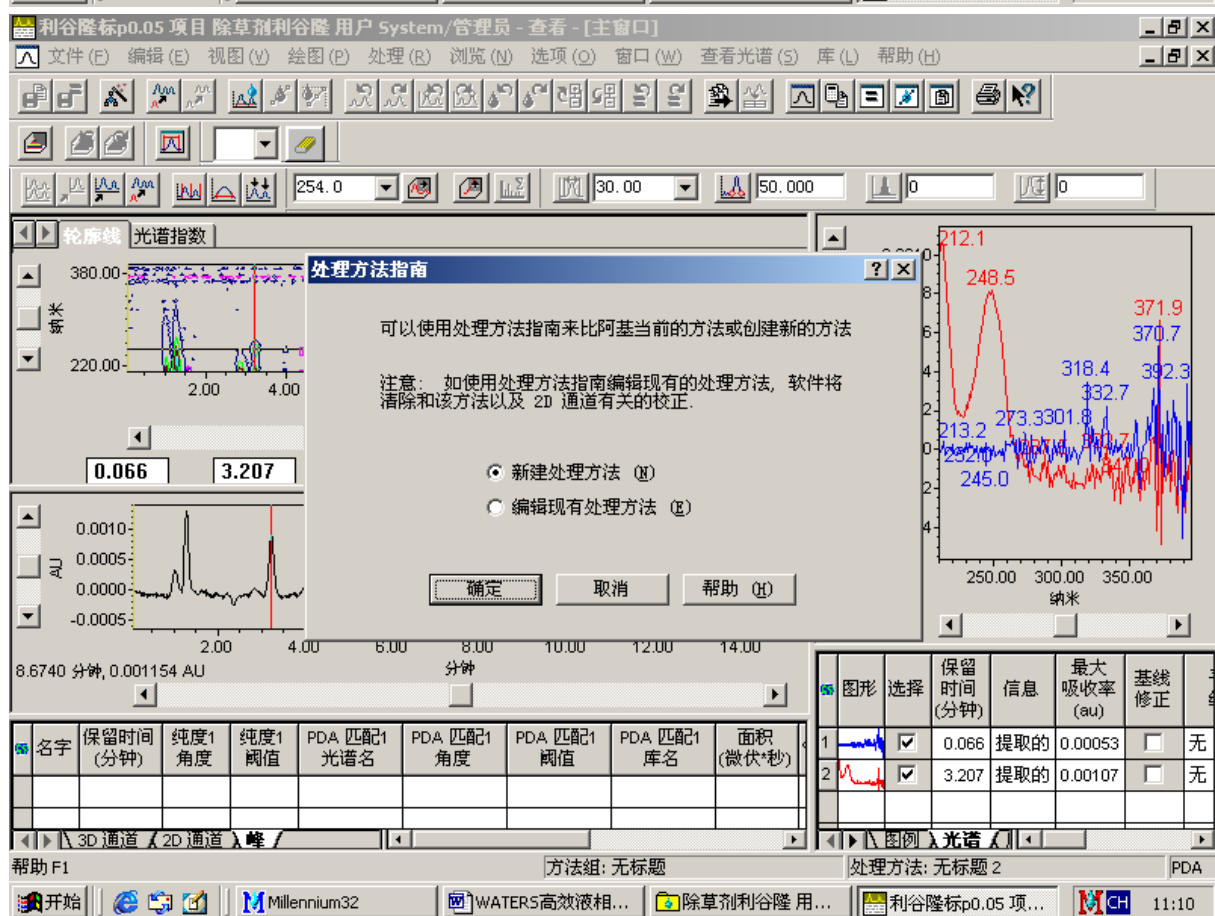 利谷隆标p0.05 项目 除草剂利谷隆 用户 System/管理员 - 查看 - [主窗口]
文件(F) 编辑(E) 视图(V) 绘图(P) 处理(R) 浏览(N) 选项(O) 窗口(W) 查看光谱(S) 库(L) 帮助(H)
254.0 30.00 50.000 0 0
轮廓线 光谱指数
380.00
纳米
220.00
2.00 4.00
0.066 3.207
0.0010
0.0005
0.0000
-0.0005
AU
2.00 4.00 6.00 8.00 10.00 12.00 14.00
8.6740 分钟, 0.001154 AU
分钟
处理方法指南
可以使用处理方法指南来比阿基当前的方法或创建新的方法
注意: 如使用处理方法指南编辑现有的处理方法, 软件将
清除和该方法以及 2D 通道有关的校正.
新建处理方法 (N)
编辑现有处理方法 (E)
确定 取消 帮助 (H)
212.1
248.5
371.9
370.7
318.4 392.3
332.7
273.3 301.8
213.2
245.0
250.00 300.00 350.00
纳米
名字 保留时间 (分钟) 纯度1 角度 纯度1 阈值 PDA 匹配1 光谱名 PDA 匹配1 角度 PDA 匹配1 阈值 PDA 匹配1 库名 面积 (微伏*秒)
3D 通道 2D 通道 峰
图形 选择 保留 时间 (分钟) 信息 最大 吸收率 (au) 基线 修正
1 0.066 提取的 0.00053 无
2 3.207 提取的 0.00107 无
图例 光谱
帮助 F1 方法组: 无标题 处理方法: 无标题 2 PDA
开始 Millennium32 WATERS高效液相... 除草剂利谷隆 用... 利谷隆标p0.05 项... CH 11:10